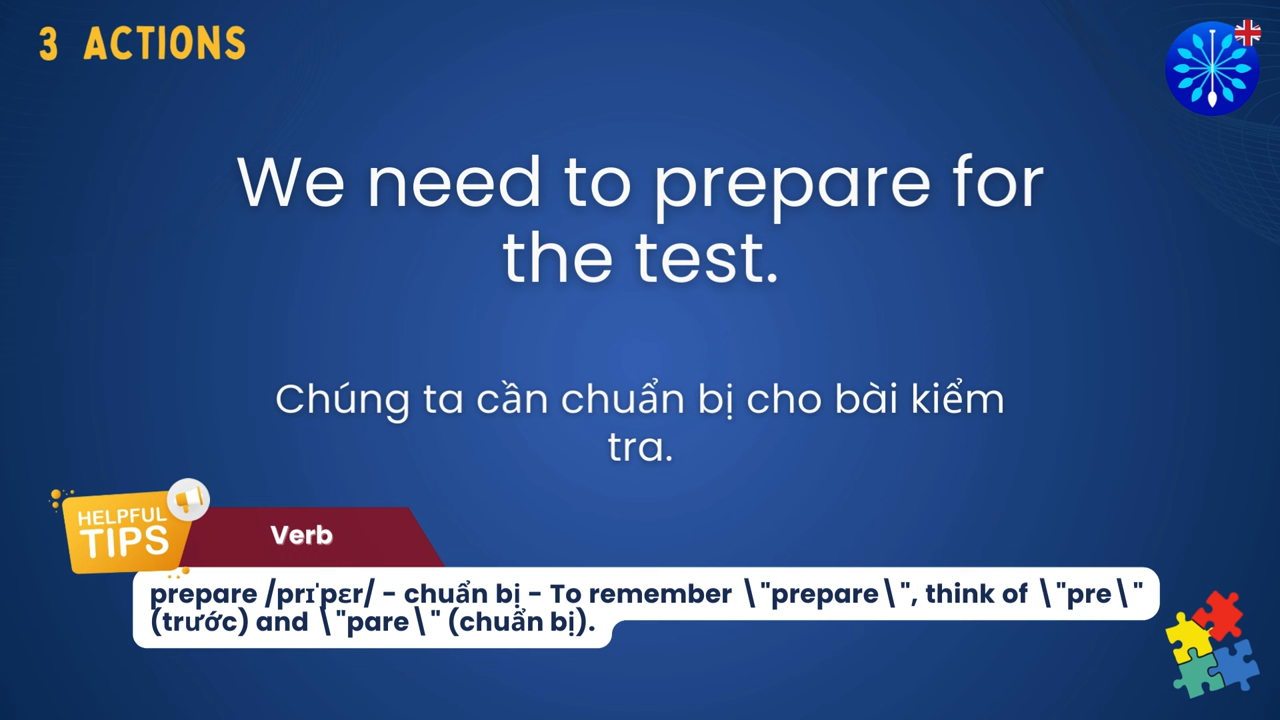 3 ACTIONS
We need to prepare for
the test.
Chúng ta cần chuẩn bị cho bài kiểm
tra.
HELPFUL
TIPS
Verb
prepare /prɪˈpɛr/ - chuẩn bị - To remember \"prepare\", think of \"pre\"
(trước) and \"pare\" (chuẩn bị).